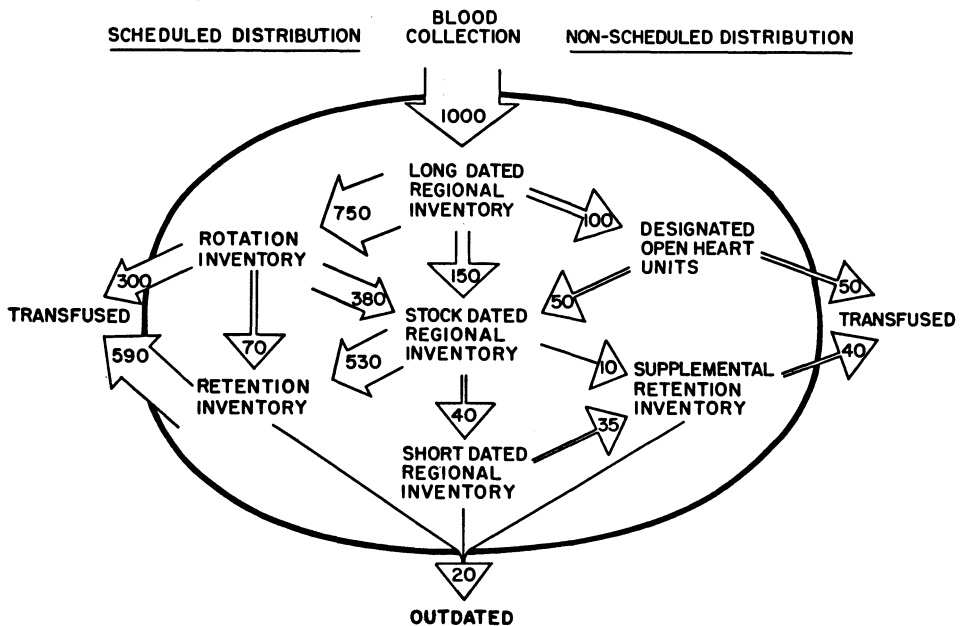 SCHEDULED DISTRIBUTION
BLOOD
COLLECTION
NON-SCHEDULED DISTRIBUTION
1000
LONG DATED
REGIONAL
INVENTORY
750
100
ROTATION
INVENTORY
DESIGNATED
OPEN HEART
UNITS
300
380
150
50
50
TRANSFUSED
STOCK DATED
REGIONAL
INVENTORY
TRANSFUSED
590
70
530
10
40
RETENTION
INVENTORY
SUPPLEMENTAL
RETENTION
INVENTORY
40
35
SHORT DATED
REGIONAL
INVENTORY
20
OUTDATED